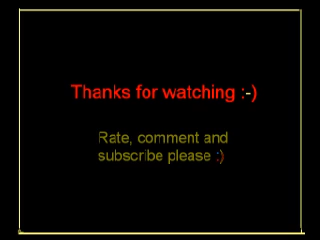 Thanks for watching :-)
Rate, comment and
subscribe please :)